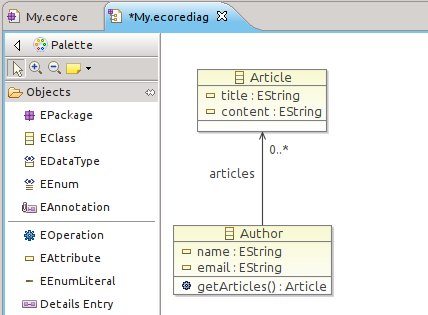 My.ecore
*My.ecorediag
Palette
Objects
EPackage
EClass
EDataType
EEnum
EAnnotation
EOperation
EAttribute
EEnumLiteral
Details Entry
Article
title : EString
content : EString
0..*
articles
Author
name : EString
email : EString
getArticles() : Article